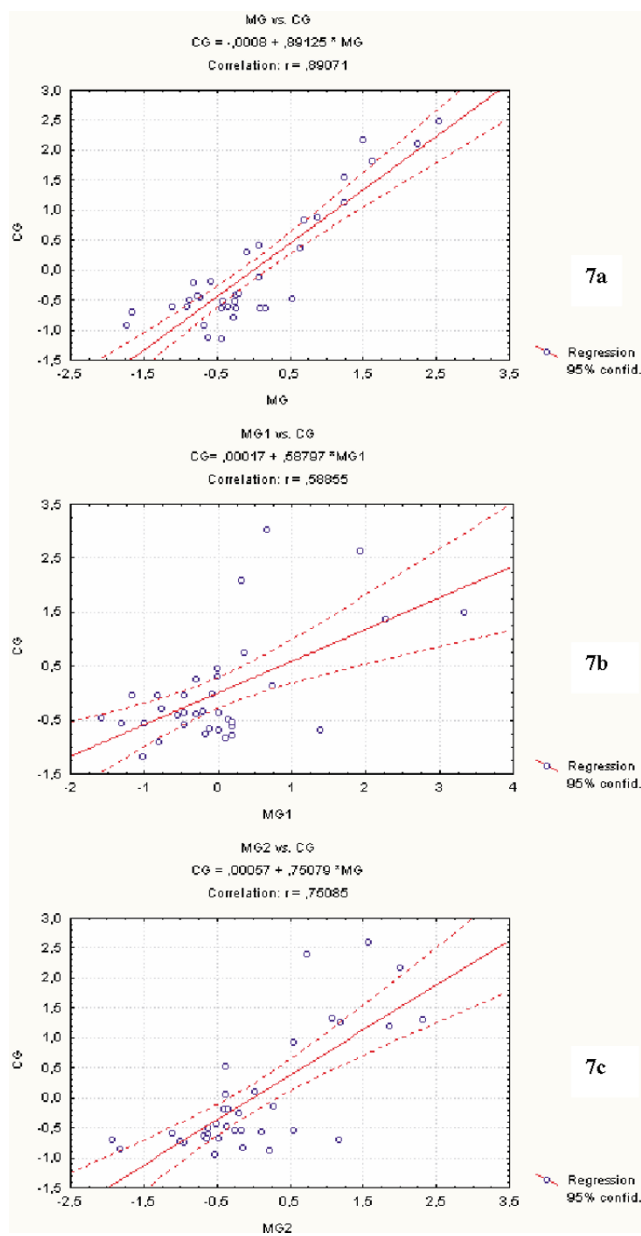 MG vs. CG
CG = -,0008 + ,89125 * MG
Correlation: r = ,89071
3,0
2,5
2,0
1,5
1,0
0,5
0,0
-0,5
-1,0
-1,5
CG
-2,5 -1,5 -0,5 0,5 1,5 2,5 3,5
MG
7a
Regression
95% confid.
MG1 vs. CG
CG= ,00017 + ,58797 *MG1
Correlation: r = ,58855
3,5
2,5
1,5
0,5
-0,5
-1,5
CG
-2 -1 0 1 2 3 4
MG1
7b
Regression
95% confid.
MG2 vs. CG
CG = ,00057 + ,75079 *MG
Correlation: r = ,75085
3,0
2,5
2,0
1,5
1,0
0,5
0,0
-0,5
-1,0
-1,5
CG
-2,5 -1,5 -0,5 0,5 1,5 2,5 3,5
MG2
7c
Regression
95% confid.